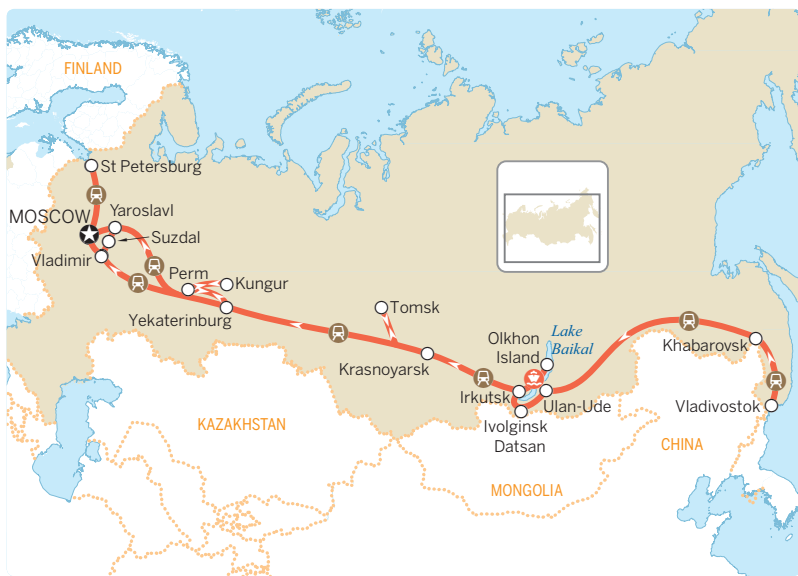 FINLAND
St Petersburg
MOSCOW
Yaroslavl
Suzdal
Vladimir
Perm
Kungur
Yekaterinburg
Tomsk
Krasnoyarsk
Olkhon
Island
Lake
Baikal
Irkutsk
Ulan-Ude
Ivolginsk
Datsan
Khabarovsk
Vladivostok
KAZAKHSTAN
CHINA
MONGOLIA